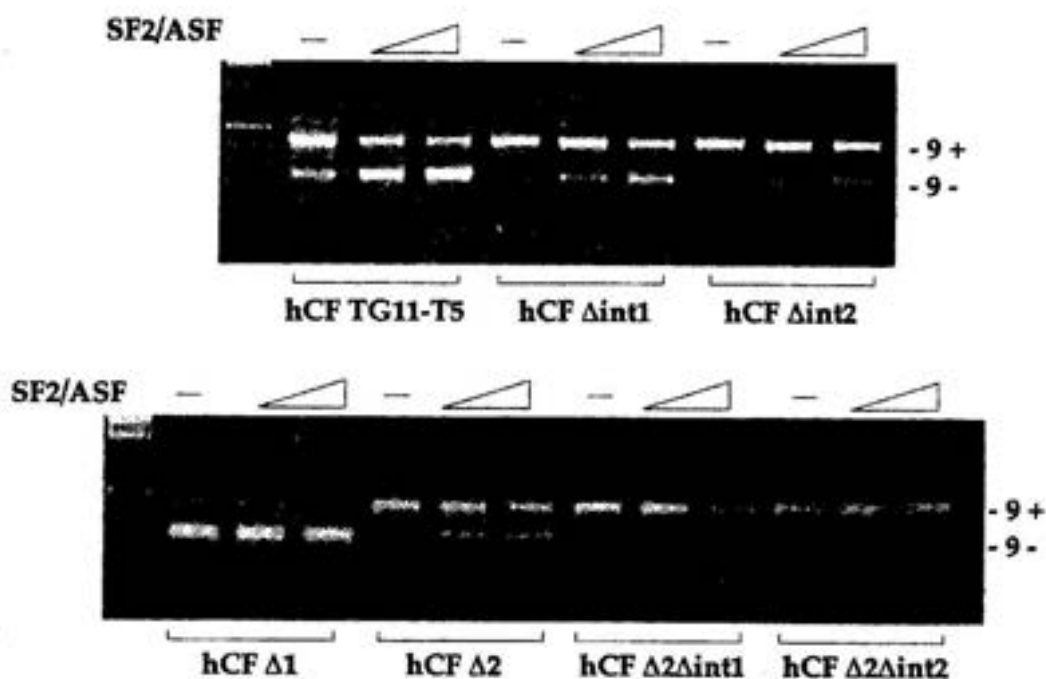 SF2/ASF — — —
- 9 +
- 9 -
hCF TG11-T5 hCF Δint1 hCF Δint2
SF2/ASF — — — —
- 9 +
- 9 -
hCF Δ1 hCF Δ2 hCF Δ2Δint1 hCF Δ2Δint2